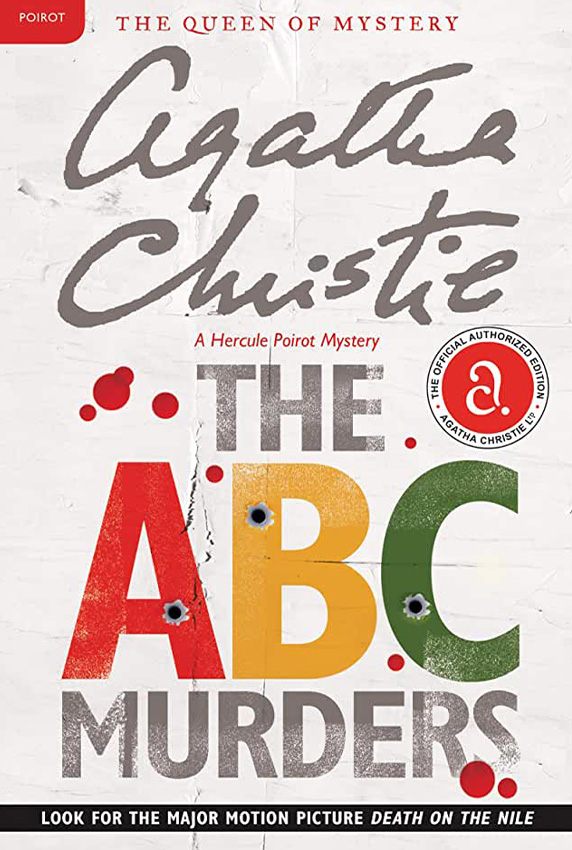 POIROT
THE QUEEN OF MYSTERY
Agatha
Christie
A Hercule Poirot Mystery
THE OFFICIAL AUTHORIZED EDITION
a.
AGATHA CHRISTIE LTD
THE
ABC
MURDERS
LOOK FOR THE MAJOR MOTION PICTURE DEATH ON THE NILE